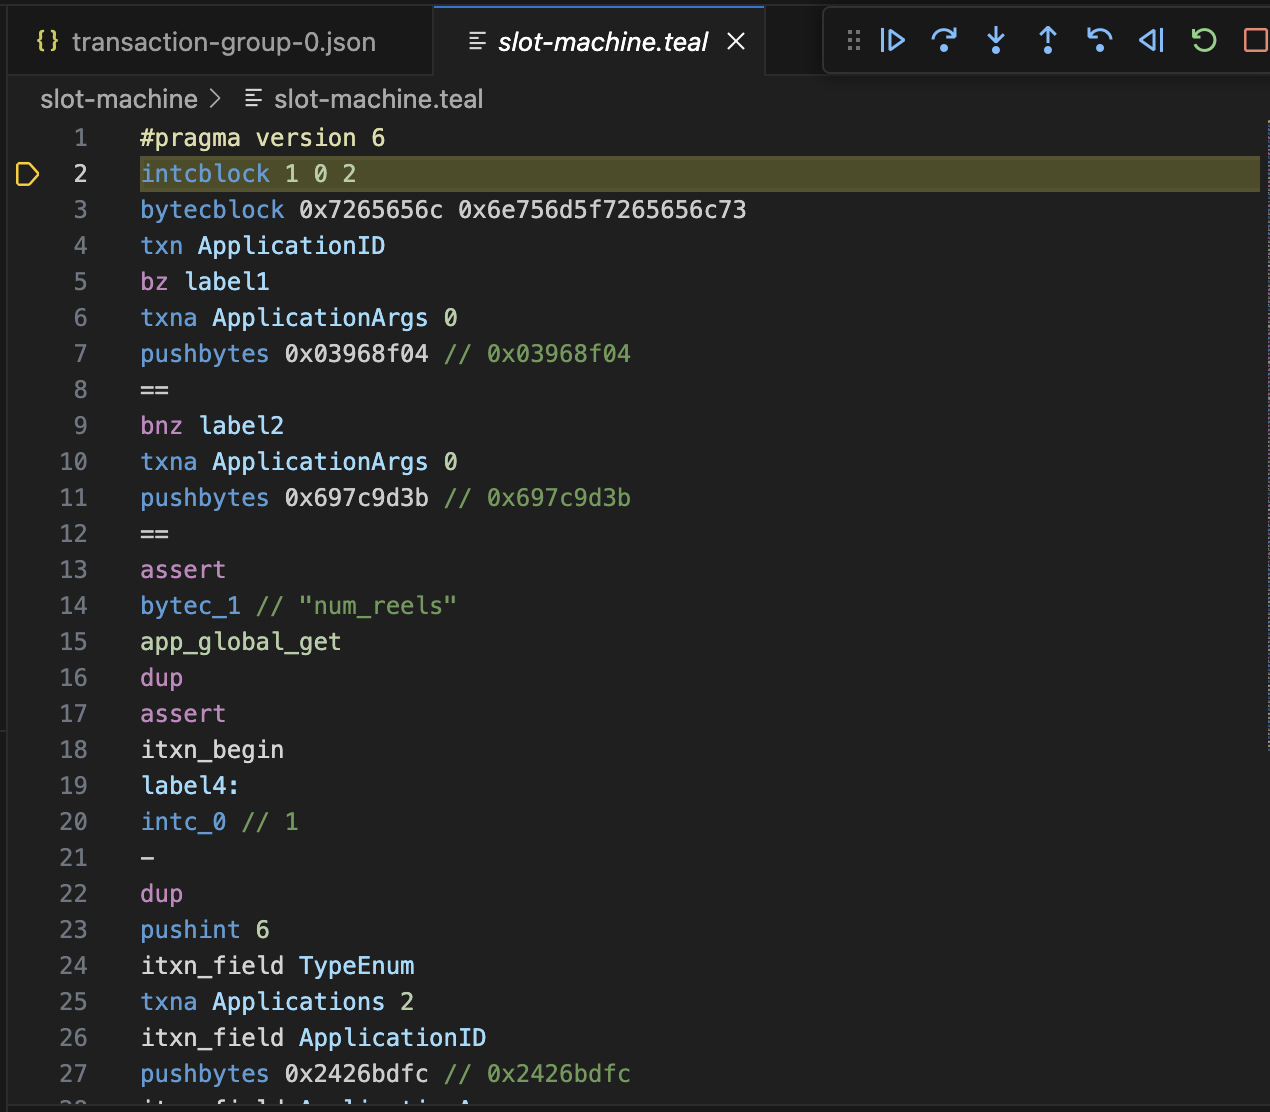 {} transaction-group-0.json
slot-machine.teal
slot-machine > slot-machine.teal
1 #pragma version 6
2 intcblock 1 0 2
3 bytecblock 0x7265656c 0x6e756d5f7265656c73
4 txn ApplicationID
5 bz label1
6 txna ApplicationArgs 0
7 pushbytes 0x03968f04 // 0x03968f04
8 ==
9 bnz label2
10 txna ApplicationArgs 0
11 pushbytes 0x697c9d3b // 0x697c9d3b
12 ==
13 assert
14 bytec_1 // "num_reels"
15 app_global_get
16 dup
17 assert
18 itxn_begin
19 label4:
20 intc_0 // 1
21 -
22 dup
23 pushint 6
24 itxn_field TypeEnum
25 txna Applications 2
26 itxn_field ApplicationID
27 pushbytes 0x2426bdfc // 0x2426bdfc